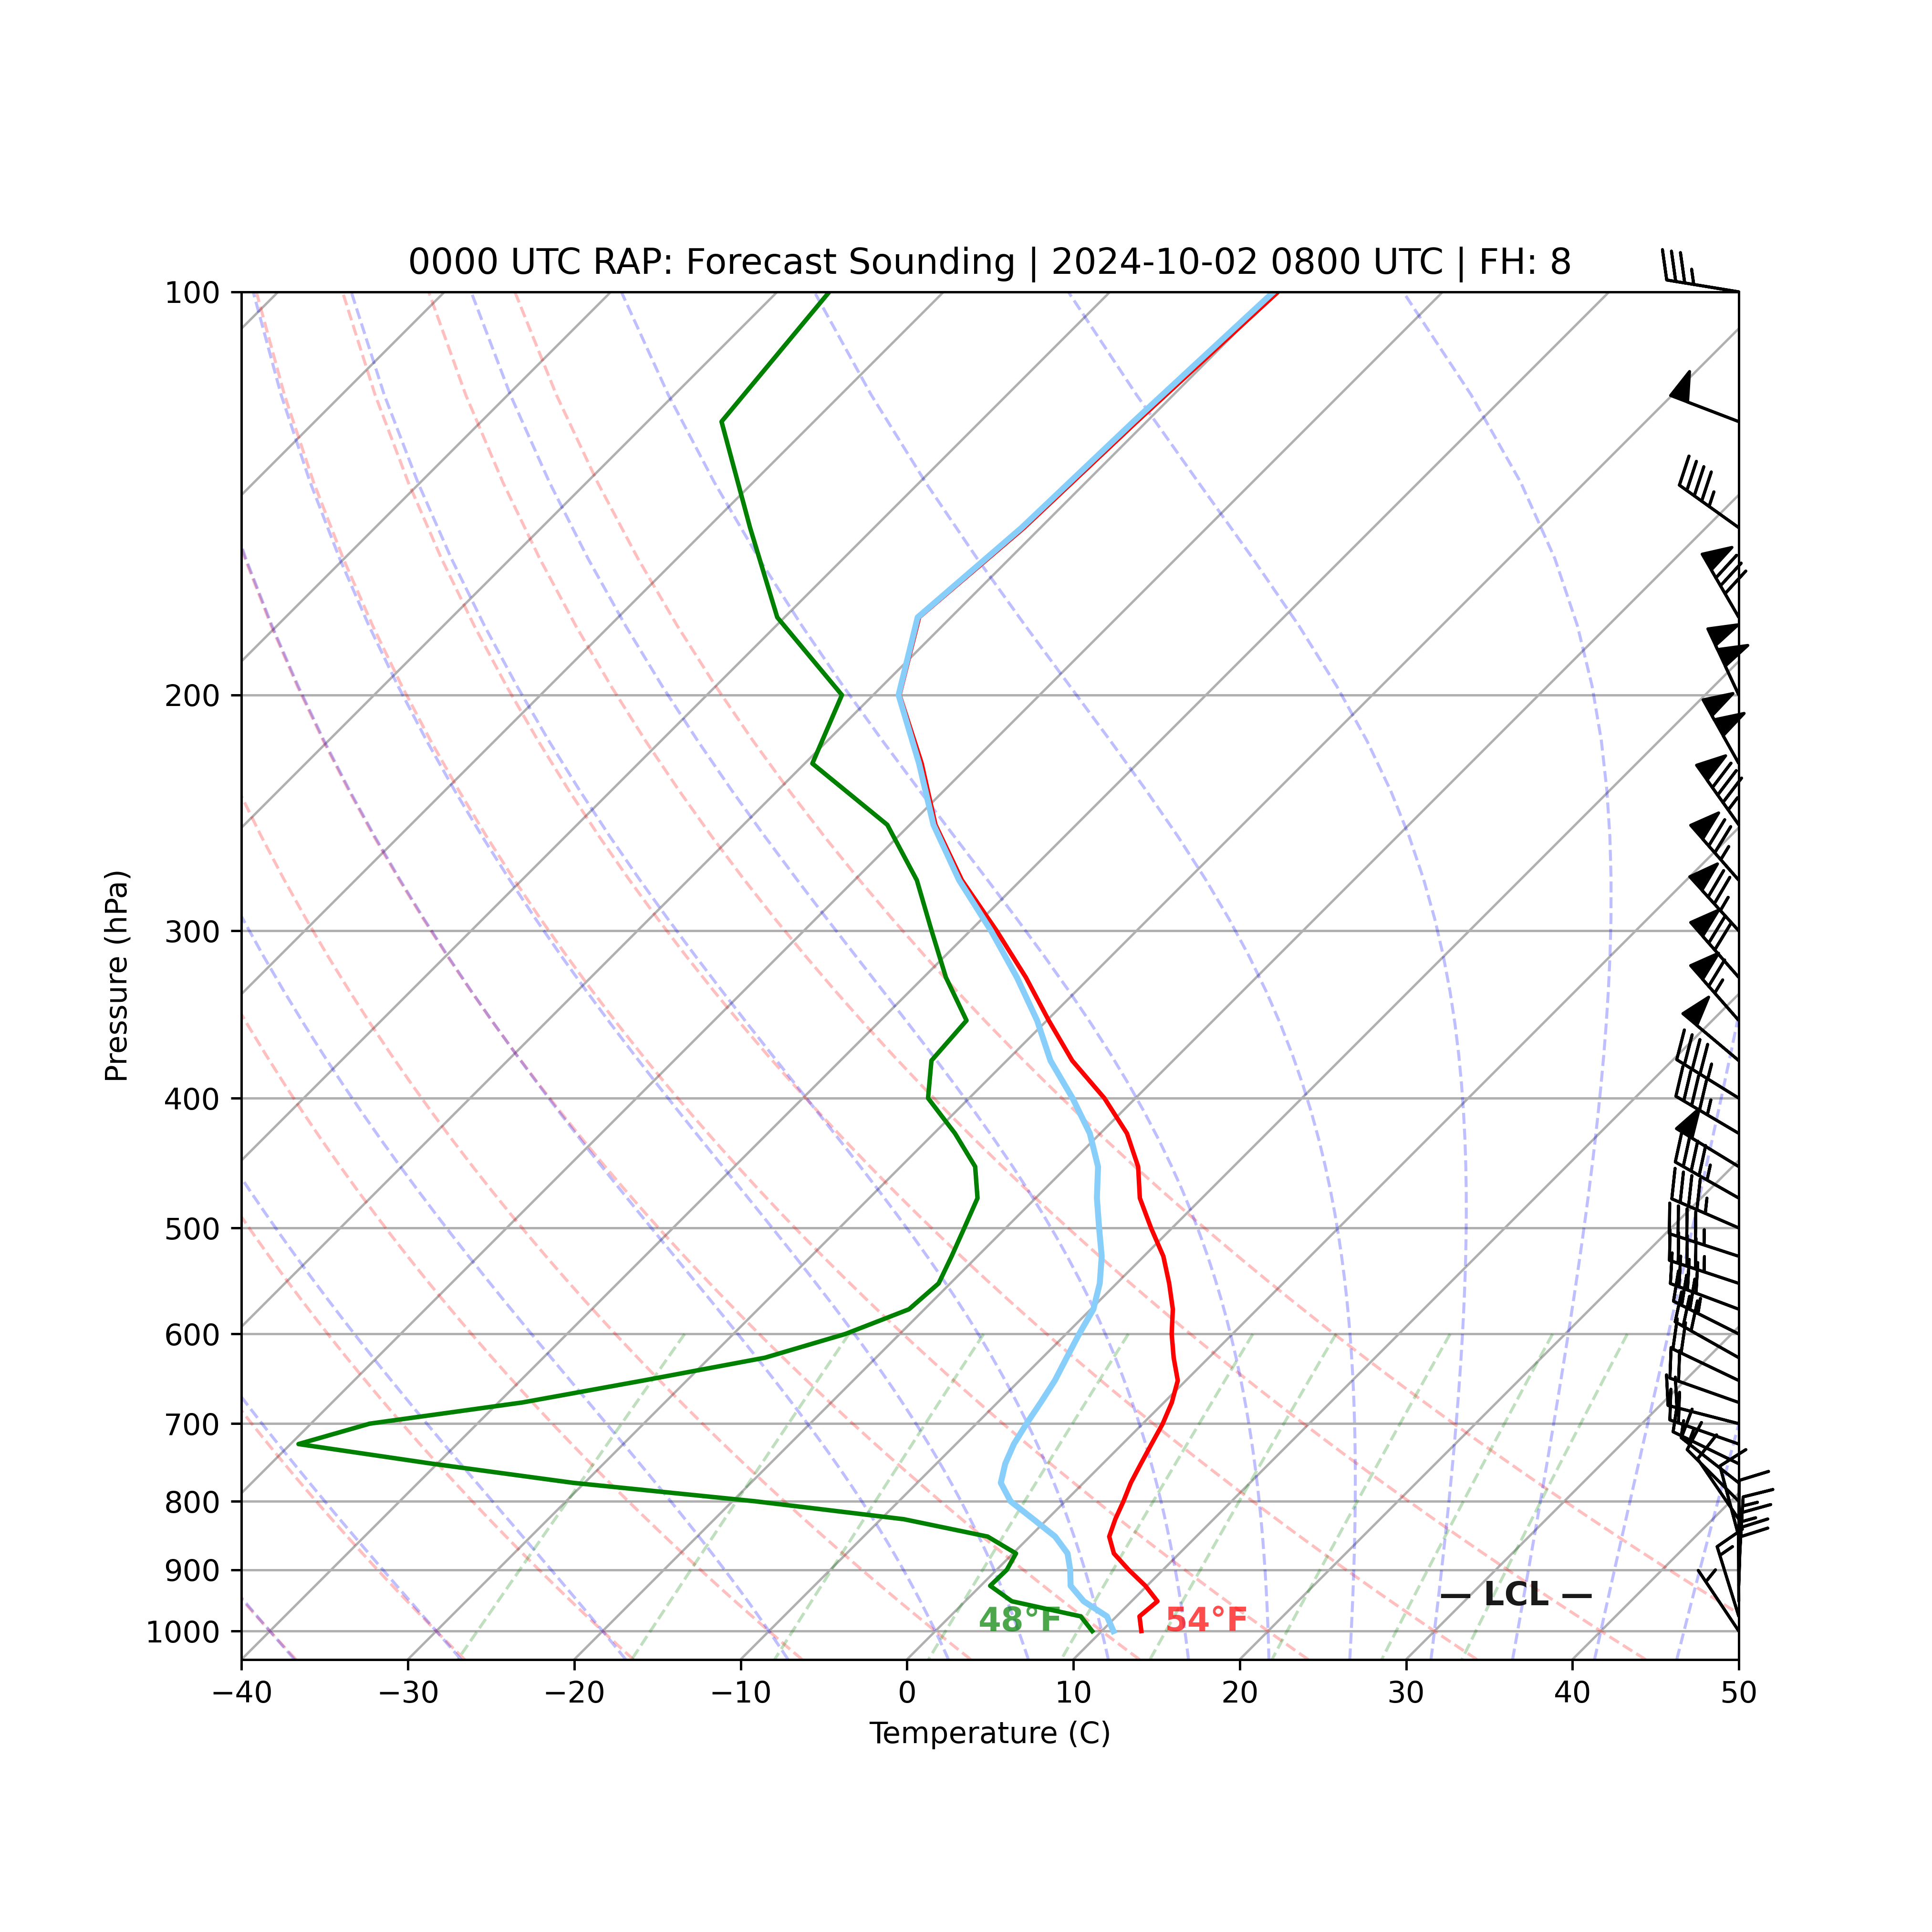 0000 UTC RAP: Forecast Sounding | 2024-10-02 0800 UTC | FH: 8
100
200
300
400
500
600
700
800
900
1000
Pressure (hPa)
— LCL —
48°F
54°F
−40 −30 −20 −10 0 10 20 30 40 50
Temperature (C)